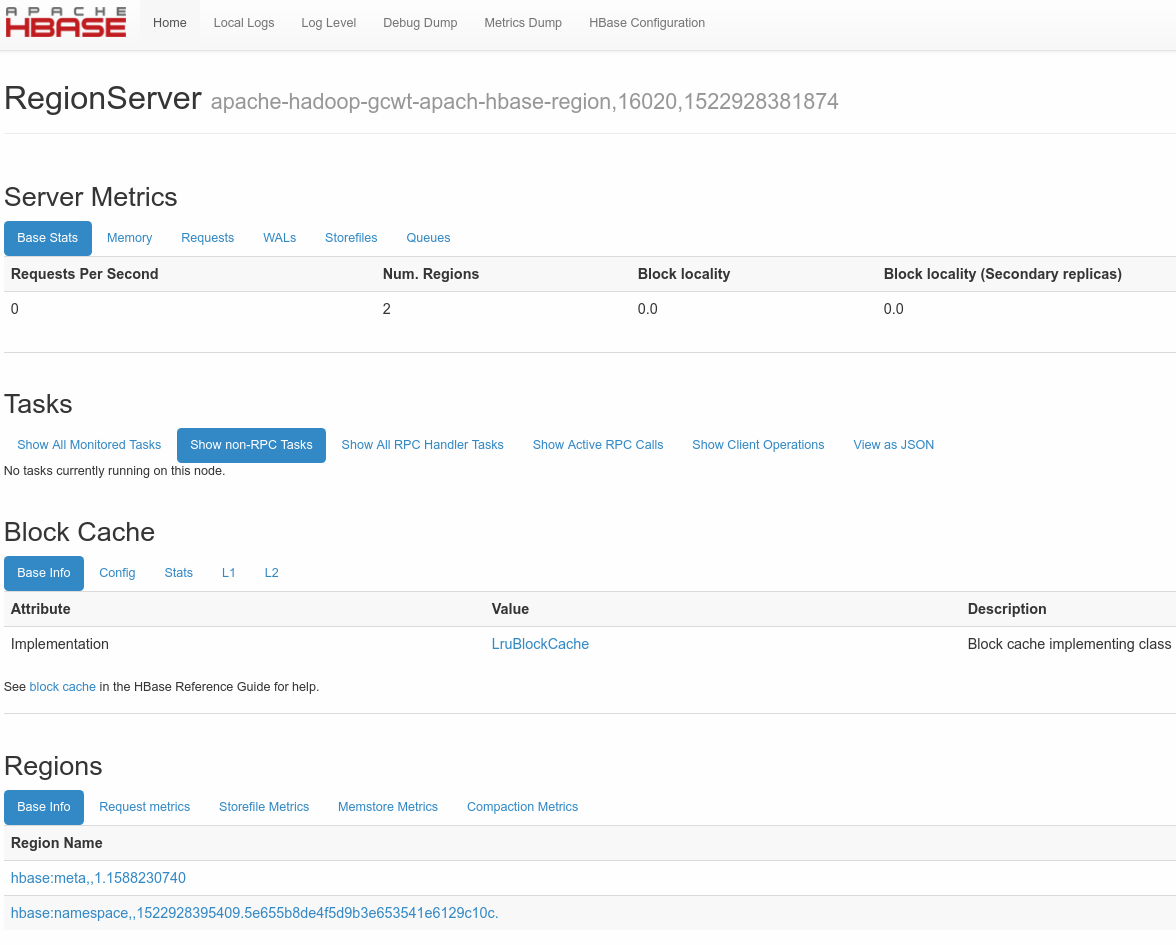 APACHE
HBASE
Home Local Logs Log Level Debug Dump Metrics Dump HBase Configuration
RegionServer apache-hadoop-gcwt-apach-hbase-region,16020,1522928381874
Server Metrics
Base Stats Memory Requests WALs Storefiles Queues
Requests Per Second Num. Regions Block locality Block locality (Secondary replicas)
0 2 0.0 0.0
Tasks
Show All Monitored Tasks Show non-RPC Tasks Show All RPC Handler Tasks Show Active RPC Calls Show Client Operations View as JSON
No tasks currently running on this node.
Block Cache
Base Info Config Stats L1 L2
Attribute Value Description
Implementation LruBlockCache Block cache implementing class
See block cache in the HBase Reference Guide for help.
Regions
Base Info Request metrics Storefile Metrics Memstore Metrics Compaction Metrics
Region Name
hbase:meta,,1.1588230740
hbase:namespace,,1522928395409.5e655b8de4f5d9b3e653541e6129c10c.